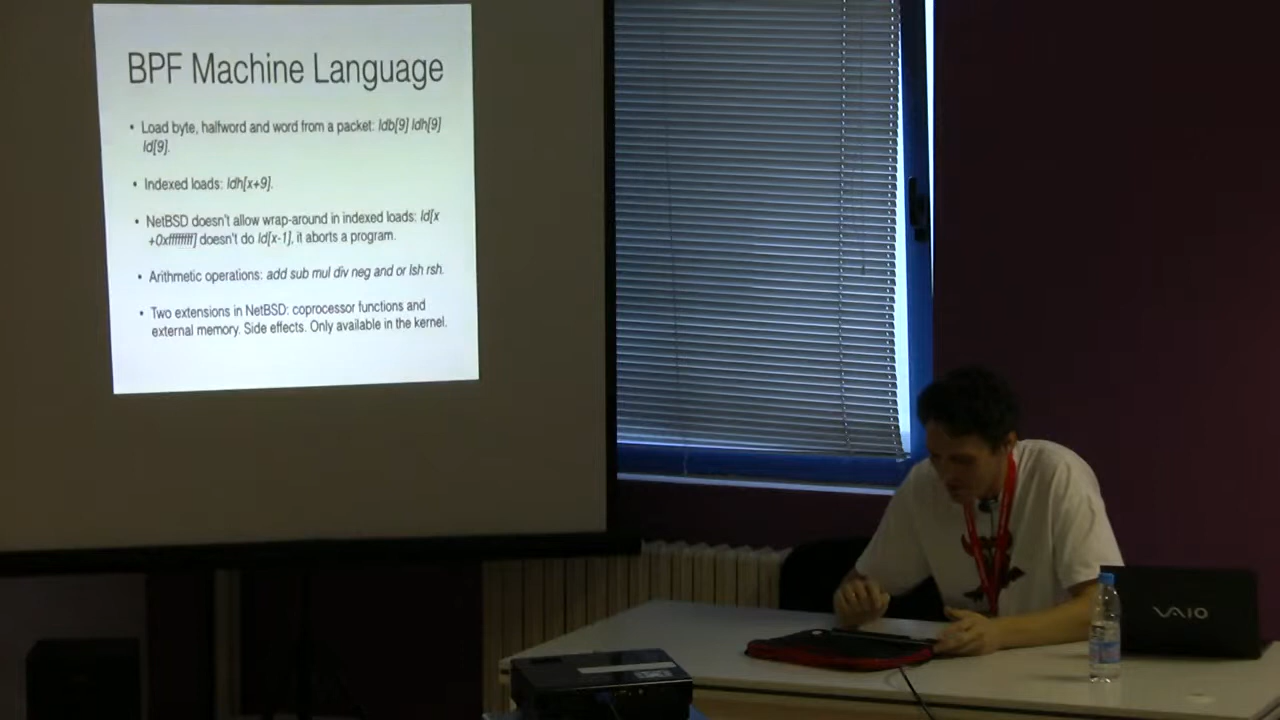 BPF Machine Language
• Load byte, halfword and word from a packet: ldb[9] ldh[9]
ld[9].
• Indexed loads: ldh[x+9].
• NetBSD doesn't allow wrap-around in indexed loads: ld[x
+0xffffffff] doesn't do ld[x-1], it aborts a program.
• Arithmetic operations: add sub mul div neg and or lsh rsh.
• Two extensions in NetBSD: coprocessor functions and
external memory. Side effects. Only available in the kernel.
VAIO